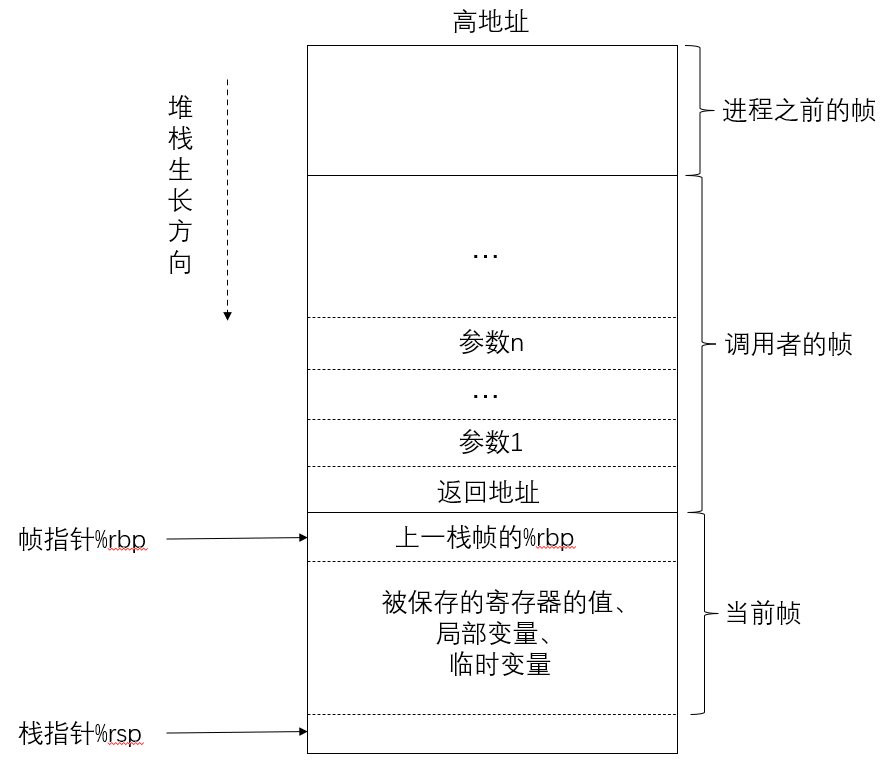 高地址
堆栈生长方向
进程之前的帧
...
参数n
...
参数1
返回地址
调用者的帧
帧指针%rbp
上一栈帧的%rbp
被保存的寄存器的值、
局部变量、
临时变量
当前帧
栈指针%rsp